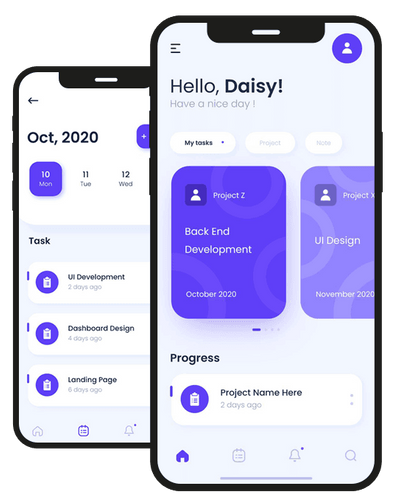 Oct, 2020
+
10
Mon
11
Tue
12
Wed
Task
UI Development
2 days ago
Dashboard Design
4 days ago
Landing Page
6 days ago
Hello, Daisy!
Have a nice day !
My tasks
Project
Note
Project Z
Back End
Development
October 2020
Project X
UI Design
November 2020
Progress
Project Name Here
2 days ago